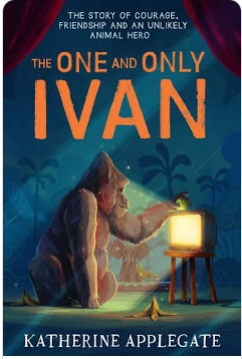 THE STORY OF COURAGE,
FRIENDSHIP AND AN UNLIKELY
ANIMAL HERO
THE ONE AND ONLY
IVAN
KATHERINE APPLEGATE